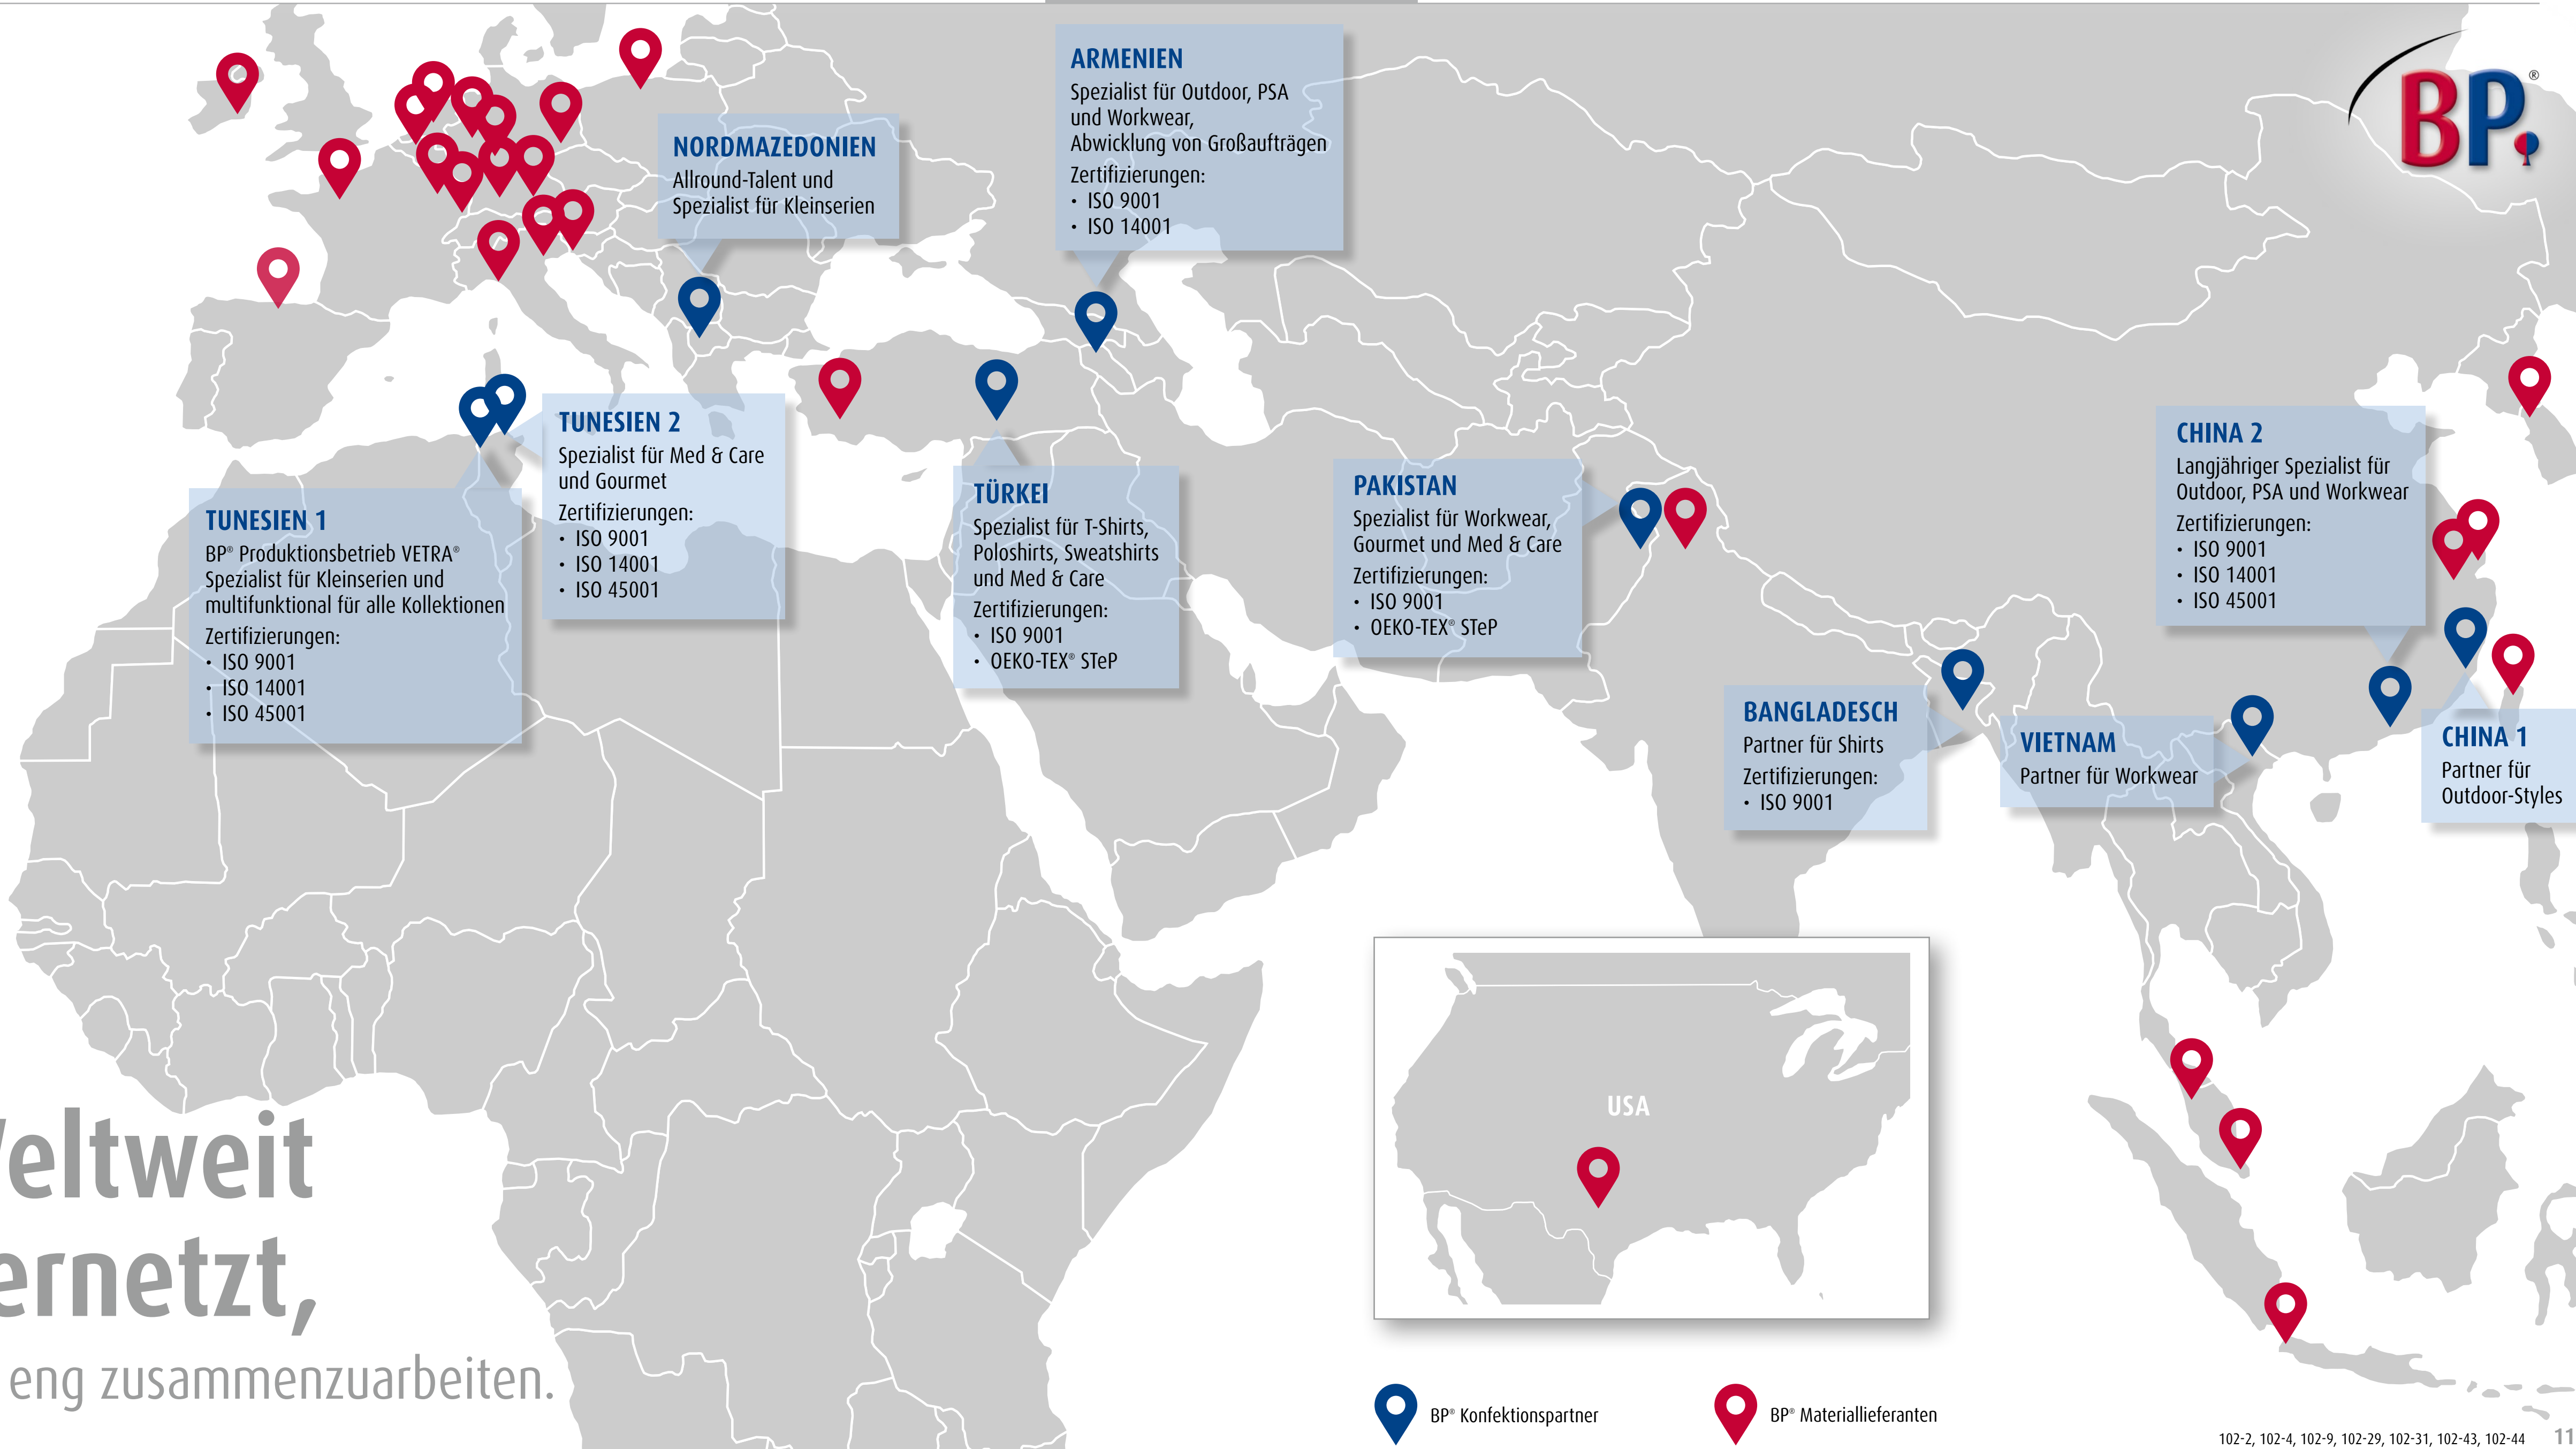 ARMENIEN
Spezialist für Outdoor, PSA
und Workwear,
Abwicklung von Großaufträgen
Zertifizierungen:
• ISO 9001
• ISO 14001
BP.®
NORDMAZEDONIEN
Allround-Talent und
Spezialist für Kleinserien
TUNESIEN 2
Spezialist für Med & Care
und Gourmet
Zertifizierungen:
• ISO 9001
• ISO 14001
• ISO 45001
TUNESIEN 1
BP® Produktionsbetrieb VETRA®
Spezialist für Kleinserien und
multifunktional für alle Kollektionen
Zertifizierungen:
• ISO 9001
• ISO 14001
• ISO 45001
TÜRKEI
Spezialist für T-Shirts,
Poloshirts, Sweatshirts
und Med & Care
Zertifizierungen:
• ISO 9001
• OEKO-TEX® STeP
PAKISTAN
Spezialist für Workwear,
Gourmet und Med & Care
Zertifizierungen:
• ISO 9001
• OEKO-TEX® STeP
CHINA 2
Langjähriger Spezialist für
Outdoor, PSA und Workwear
Zertifizierungen:
• ISO 9001
• ISO 14001
• ISO 45001
BANGLADESCH
Partner für Shirts
Zertifizierungen:
• ISO 9001
VIETNAM
Partner für Workwear
CHINA 1
Partner für
Outdoor-Styles
USA
Weltweit
ernetzt,
eng zusammenzuarbeiten.
BP® Konfektionspartner
BP® Materiallieferanten
102-2, 102-4, 102-9, 102-29, 102-31, 102-43, 102-44
11